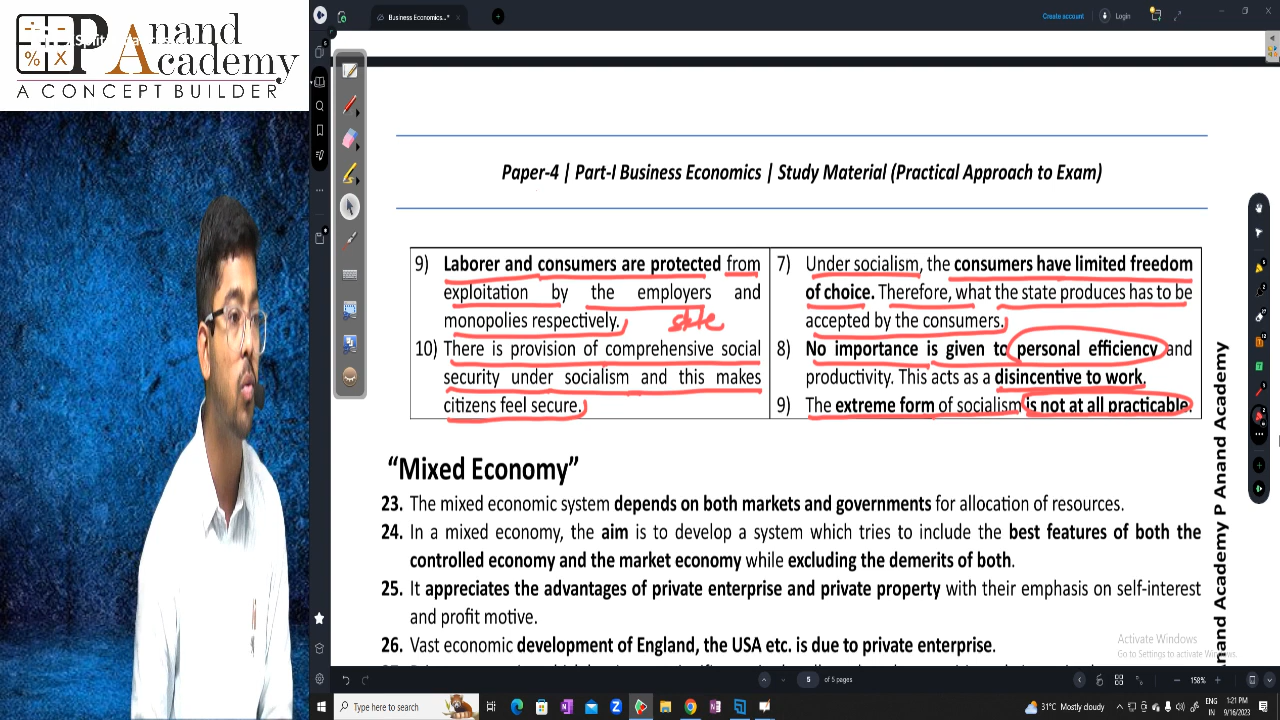 P Anand
Academy
A CONCEPT BUILDER
Business Economics...*
Create account
Login
Paper-4 | Part-I Business Economics | Study Material (Practical Approach to Exam)
9) Laborer and consumers are protected from
exploitation by the employers and
monopolies respectively.
state
10) There is provision of comprehensive social
security under socialism and this makes
citizens feel secure.
7) Under socialism, the consumers have limited freedom
of choice. Therefore, what the state produces has to be
accepted by the consumers.
8) No importance is given to personal efficiency and
productivity. This acts as a disincentive to work.
9) The extreme form of socialism is not at all practicable.
“Mixed Economy”
23. The mixed economic system depends on both markets and governments for allocation of resources.
24. In a mixed economy, the aim is to develop a system which tries to include the best features of both the
controlled economy and the market economy while excluding the demerits of both.
25. It appreciates the advantages of private enterprise and private property with their emphasis on self-interest
and profit motive.
26. Vast economic development of England, the USA etc. is due to private enterprise.
Anand Academy P Anand Academy
Activate Windows
Go to Settings to activate Windows.
5 of 5 pages
158%
Type here to search
31°C Mostly cloudy
ENG
IN
1:21 PM
9/16/2023